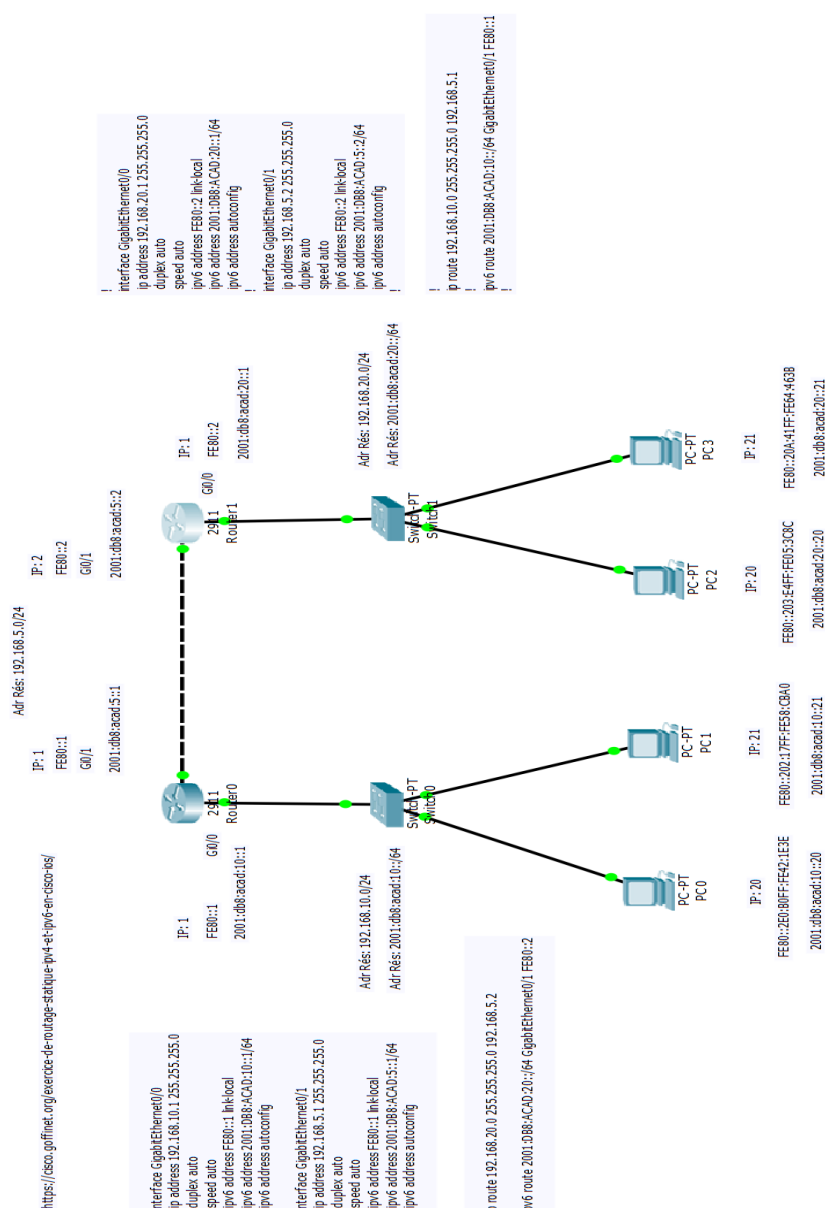 https://cisco.goffinet.org/exercice-de-routage-statique-ipv4-et-ipv6-en-cisco-ios/
Adr Rés: 192.168.5.0/24
IP: 1
FE80::1
Gi0/1
2001:db8:acad:5::1
IP: 2
FE80::2
Gi0/1
2001:db8:acad:5::2
nterface GigabitEthernet0/0
ip address 192.168.10.1 255.255.255.0
duplex auto
speed auto
ipv6 address FE80::1 link-local
ipv6 address 2001:DB8:ACAD:10::1/64
ipv6 address autoconfig
nterface GigabitEthernet0/1
ip address 192.168.5.1 255.255.255.0
duplex auto
speed auto
ipv6 address FE80::1 link-local
ipv6 address 2001:DB8:ACAD:5::1/64
ipv6 address autoconfig
p route 192.168.20.0 255.255.255.0 192.168.5.2
pv6 route 2001:DB8:ACAD:20::/64 GigabitEthernet0/1 FE80::2
IP: 1
FE80::1
2001:db8:acad:10::1
Gi0/0
2911
Router0
2911
Router1
Gi0/0
IP: 1
FE80::2
2001:db8:acad:20::1
!
interface GigabitEthernet0/0
ip address 192.168.20.1 255.255.255.0
duplex auto
speed auto
ipv6 address FE80::2 link-local
ipv6 address 2001:DB8:ACAD:20::1/64
ipv6 address autoconfig
!
interface GigabitEthernet0/1
ip address 192.168.5.2 255.255.255.0
duplex auto
speed auto
ipv6 address FE80::2 link-local
ipv6 address 2001:DB8:ACAD:5::2/64
ipv6 address autoconfig
!
!
ip route 192.168.10.0 255.255.255.0 192.168.5.1
!
ipv6 route 2001:DB8:ACAD:10::/64 GigabitEthernet0/1 FE80::1
!
Adr Rés: 192.168.10.0/24
Adr Rés: 2001:db8:acad:10::/64
Switch-PT
Switch0
Switch-PT
Switch1
Adr Rés: 192.168.20.0/24
Adr Rés: 2001:db8:acad:20::/64
PC-PT
PC0
PC-PT
PC1
PC-PT
PC2
PC-PT
PC3
IP: 20
FE80::2E0:B0FF:FE42:1E3E
2001:db8:acad:10::20
IP: 21
FE80::202:17FF:FE58:CBA0
2001:db8:acad:10::21
IP: 20
FE80::203:E4FF:FE05:3C8C
2001:db8:acad:20::20
IP: 21
FE80::20A:41FF:FE64:463B
2001:db8:acad:20::21